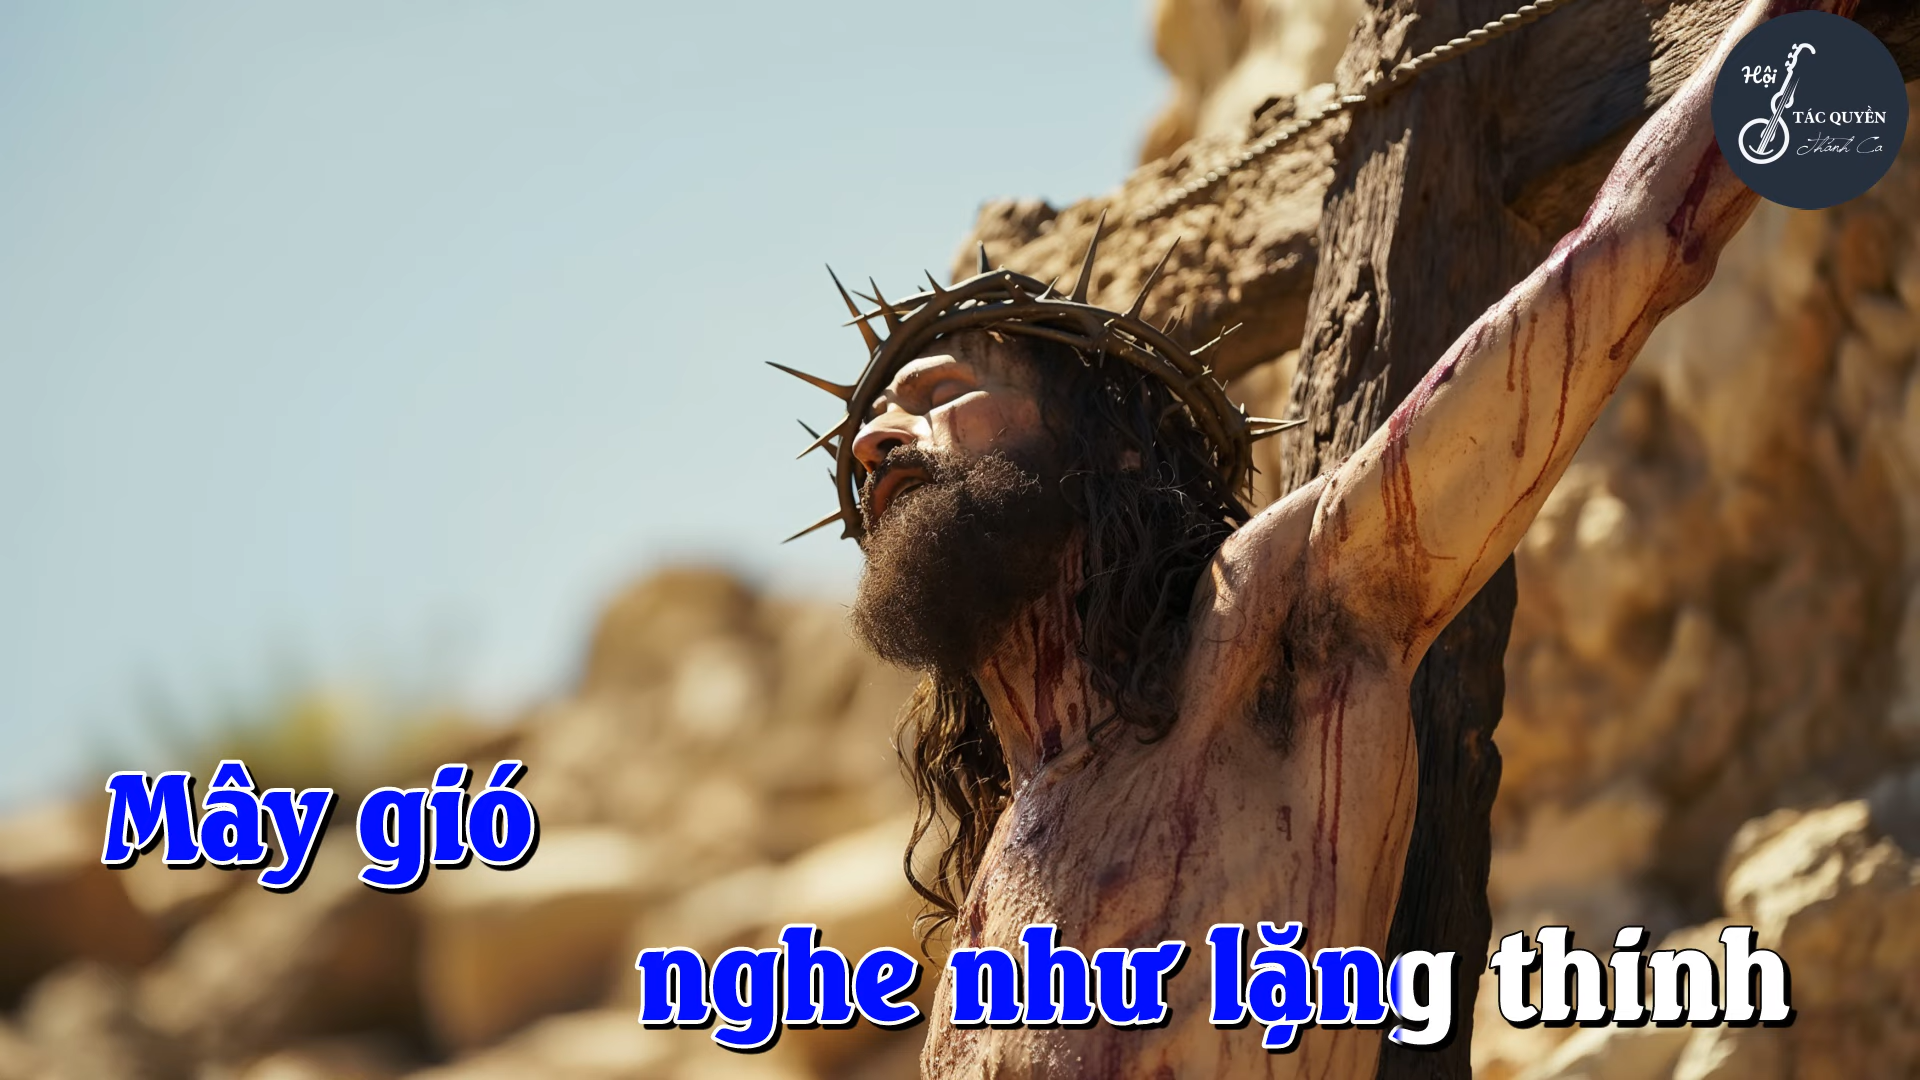 Hội
TÁC QUYỀN
Thánh Ca
Mây gió
nghe như lặng thinh